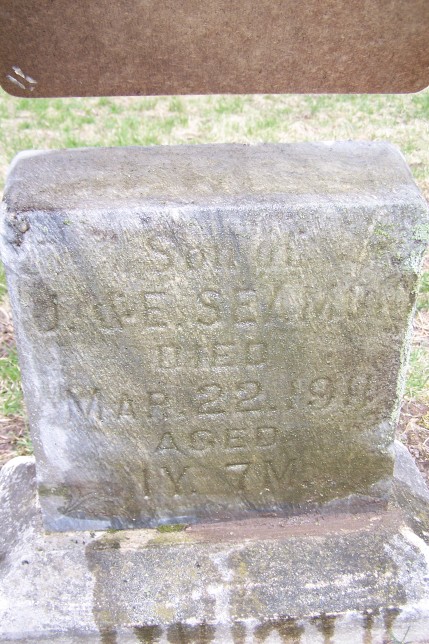 Son of
J. & E. SEAMAN
DIED
MAR. 22. 1911
AGED
1Y. 7M